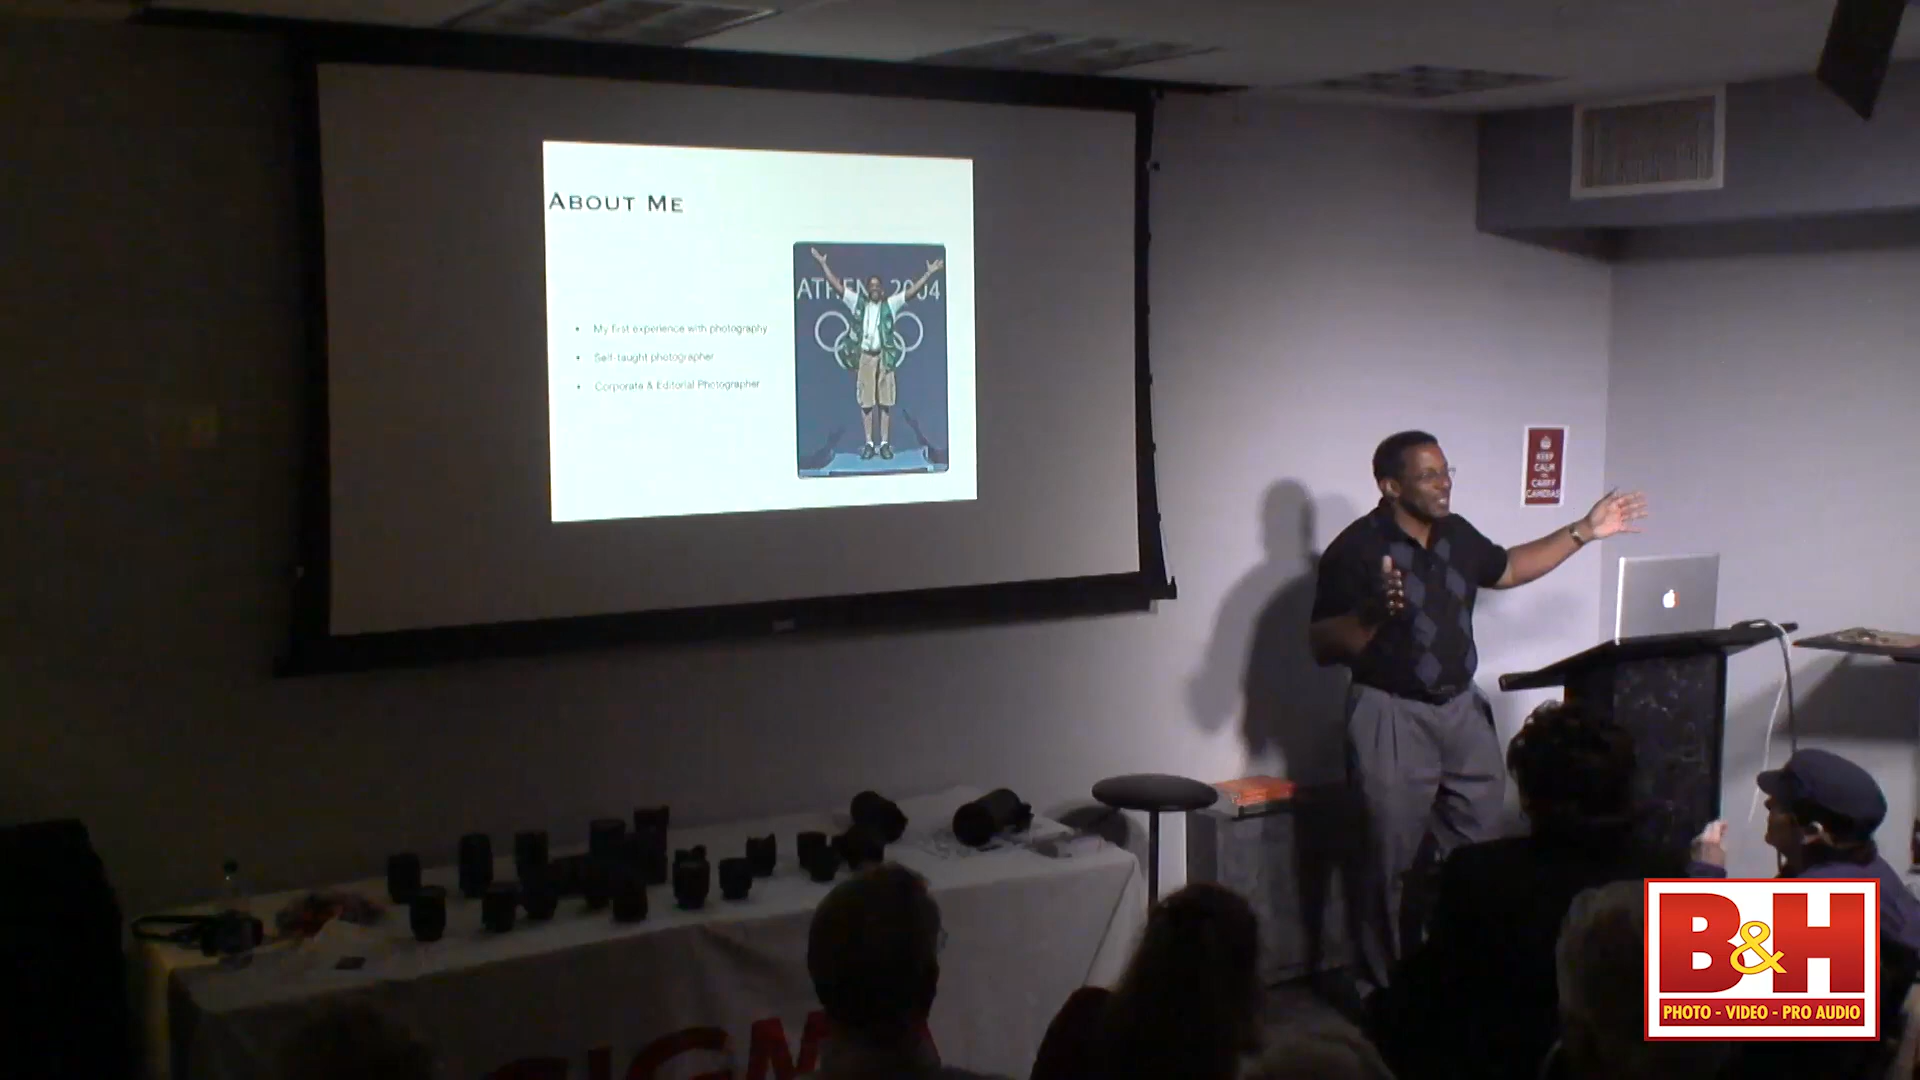 ABOUT ME
ATHENS 2004
• My first experience with photography
• Self-taught photographer
• Corporate & Editorial Photographer
KEEP
CALM
CARRY
CAMERAS
SIGMA
B&H
PHOTO - VIDEO - PRO AUDIO